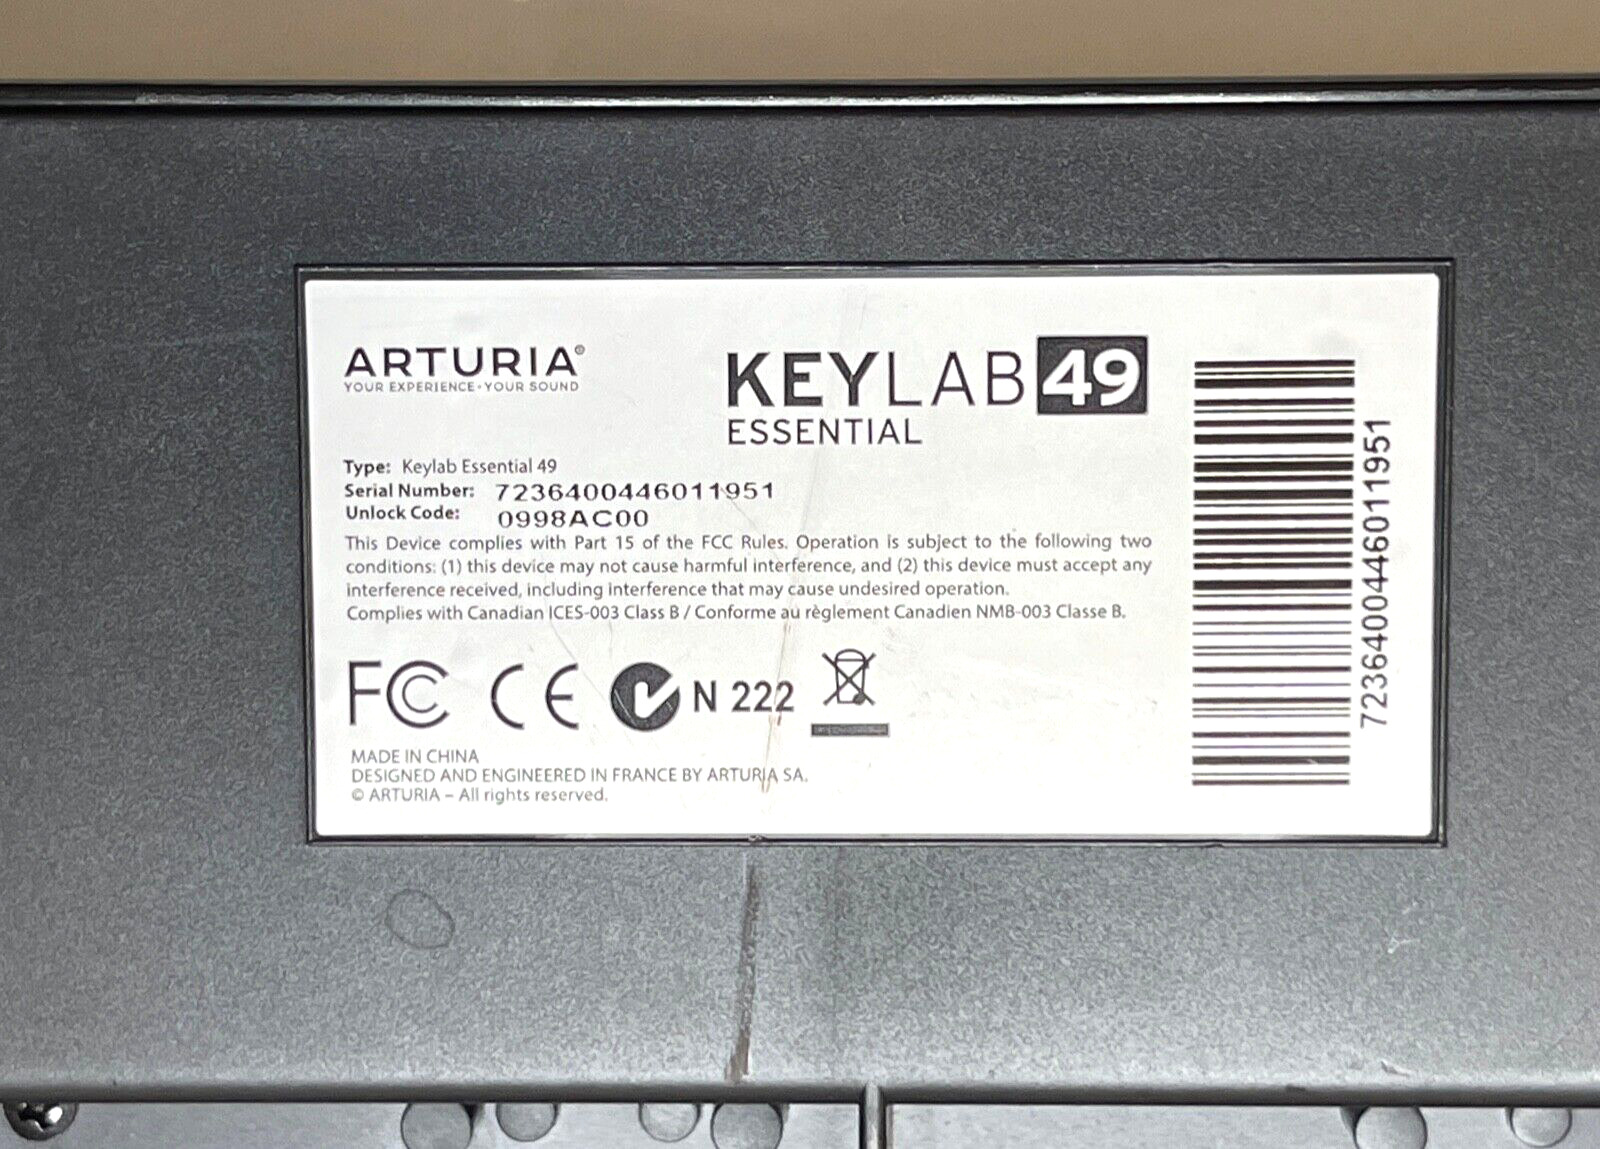 ARTURIA®
YOUR EXPERIENCE • YOUR SOUND
KEYLAB 49
ESSENTIAL
Type: Keylab Essential 49
Serial Number: 7236400446011951
Unlock Code: 0998AC00
This Device complies with Part 15 of the FCC Rules. Operation is subject to the following two
conditions: (1) this device may not cause harmful interference, and (2) this device must accept any
interference received, including interference that may cause undesired operation.
Complies with Canadian ICES-003 Class B / Conforme au règlement Canadien NMB-003 Classe B.
FC CE N 222
MADE IN CHINA
DESIGNED AND ENGINEERED IN FRANCE BY ARTURIA SA.
© ARTURIA – All rights reserved.
7236400446011951